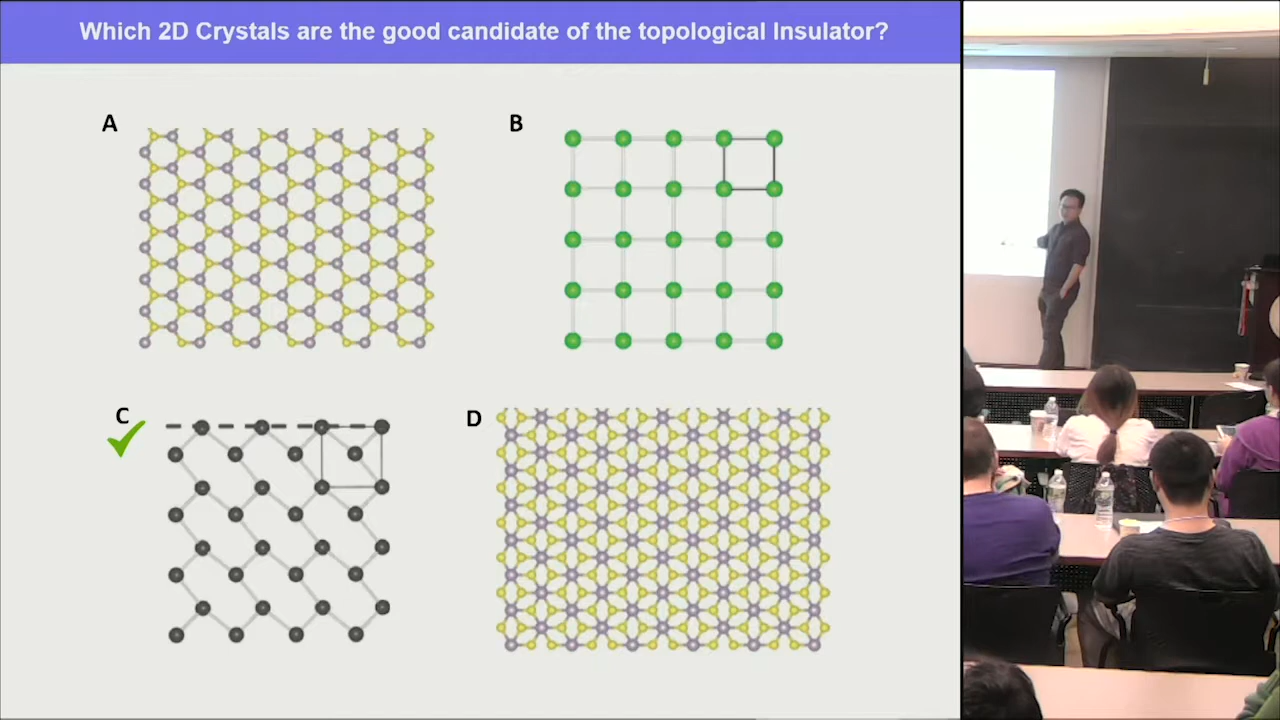 Which 2D Crystals are the good candidate of the topological Insulator?
A
B
C
D